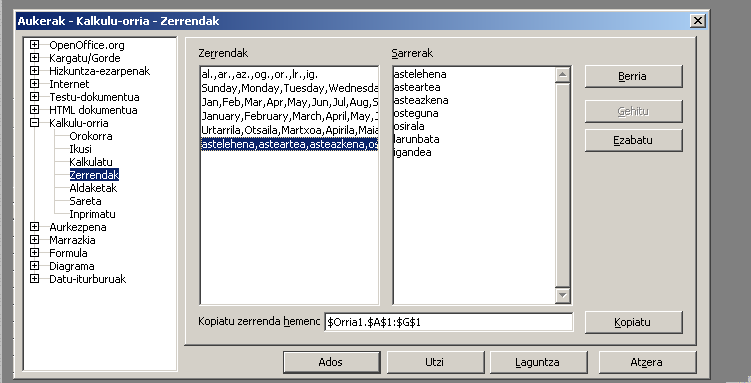 Aukerak - Kalkulu-orria - Zerrendak
OpenOffice.org
Kargatu/Gorde
Hizkuntza-ezarpenak
Internet
Testu-dokumentua
HTML dokumentua
Kalkulu-orria
Orokorra
Ikusi
Kalkulatu
Zerrendak
Aldaketak
Sareta
Inprimatu
Aurkezpena
Marrazkia
Formula
Diagrama
Datu-iturburuak
Zerrendak
al.,ar.,az.,og.,or.,lr.,ig.
Sunday,Monday,Tuesday,Wednesda
Jan,Feb,Mar,Apr,May,Jun,Jul,Aug,S
January,February,March,April,May,J
Urtarrila,Otsaila,Martxoa,Apirila,Maia
astelehena,asteartea,asteazkena,os
Sarrerak
astelehena
asteartea
asteazkena
osteguna
osirala
larunbata
igandea
Berria
Gehitu
Ezabatu
Kopiatu zerrenda hemenc $Orria1.$A$1:$G$1
Kopiatu
Ados
Utzi
Laguntza
Atzera